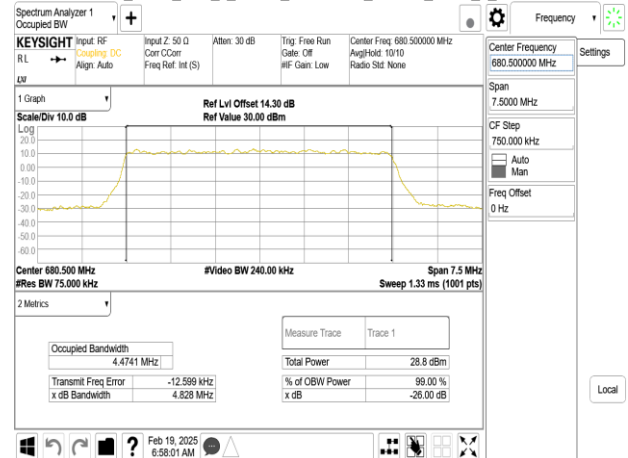 Spectrum Analyzer 1
Occupied BW
Frequency
KEYSIGHT
Input: RF
Coupling: DC
Align: Auto
Input Z: 50 Ω
Corr CCorr
Freq Ref: Int (S)
Atten: 30 dB
Trig: Free Run
Gate: Off
#IF Gain: Low
Center Freq: 680.500000 MHz
Avg|Hold: 10/10
Radio Std: None
RL
LXI
Center Frequency
680.500000 MHz
Settings
Span
7.5000 MHz
CF Step
750.000 kHz
Auto
Man
Freq Offset
0 Hz
1 Graph
Ref Lvl Offset 14.30 dB
Scale/Div 10.0 dB
Ref Value 30.00 dBm
Log
20.0
10.0
0.00
-10.0
-20.0
-30.0
-40.0
-50.0
-60.0
Center 680.500 MHz
#Video BW 240.00 kHz
Span 7.5 MHz
#Res BW 75.000 kHz
Sweep 1.33 ms (1001 pts)
2 Metrics
Measure Trace
Trace 1
Occupied Bandwidth
4.4741 MHz
Total Power
28.8 dBm
Transmit Freq Error
-12.599 kHz
% of OBW Power
99.00 %
x dB Bandwidth
4.828 MHz
x dB
-26.00 dB
Local
?
Feb 19, 2025
6:58:01 AM